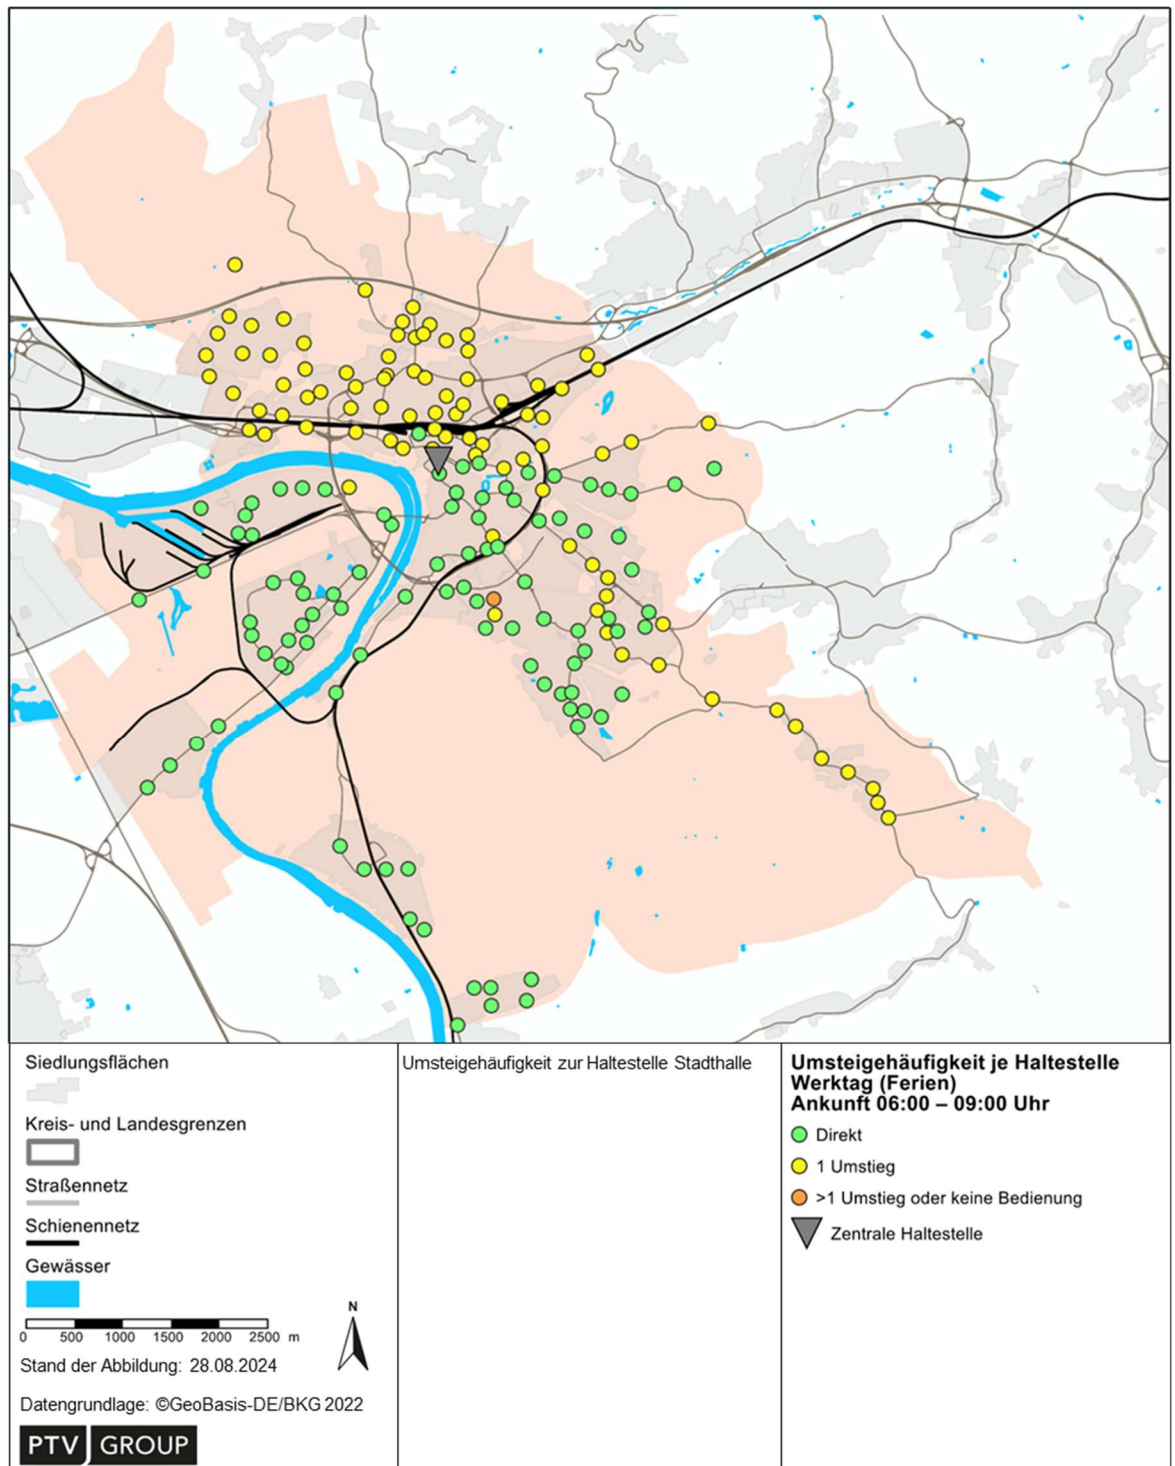 Siedlungsflächen
Kreis- und Landesgrenzen
Straßennetz
Schienennetz
Gewässer
0 500 1000 1500 2000 2500 m
N
Stand der Abbildung: 28.08.2024
Datengrundlage: ©GeoBasis-DE/BKG 2022
PTV GROUP
Umsteigehäufigkeit zur Haltestelle Stadthalle
Umsteigehäufigkeit je Haltestelle
Werktag (Ferien)
Ankunft 06:00 – 09:00 Uhr
Direkt
1 Umstieg
>1 Umstieg oder keine Bedienung
Zentrale Haltestelle